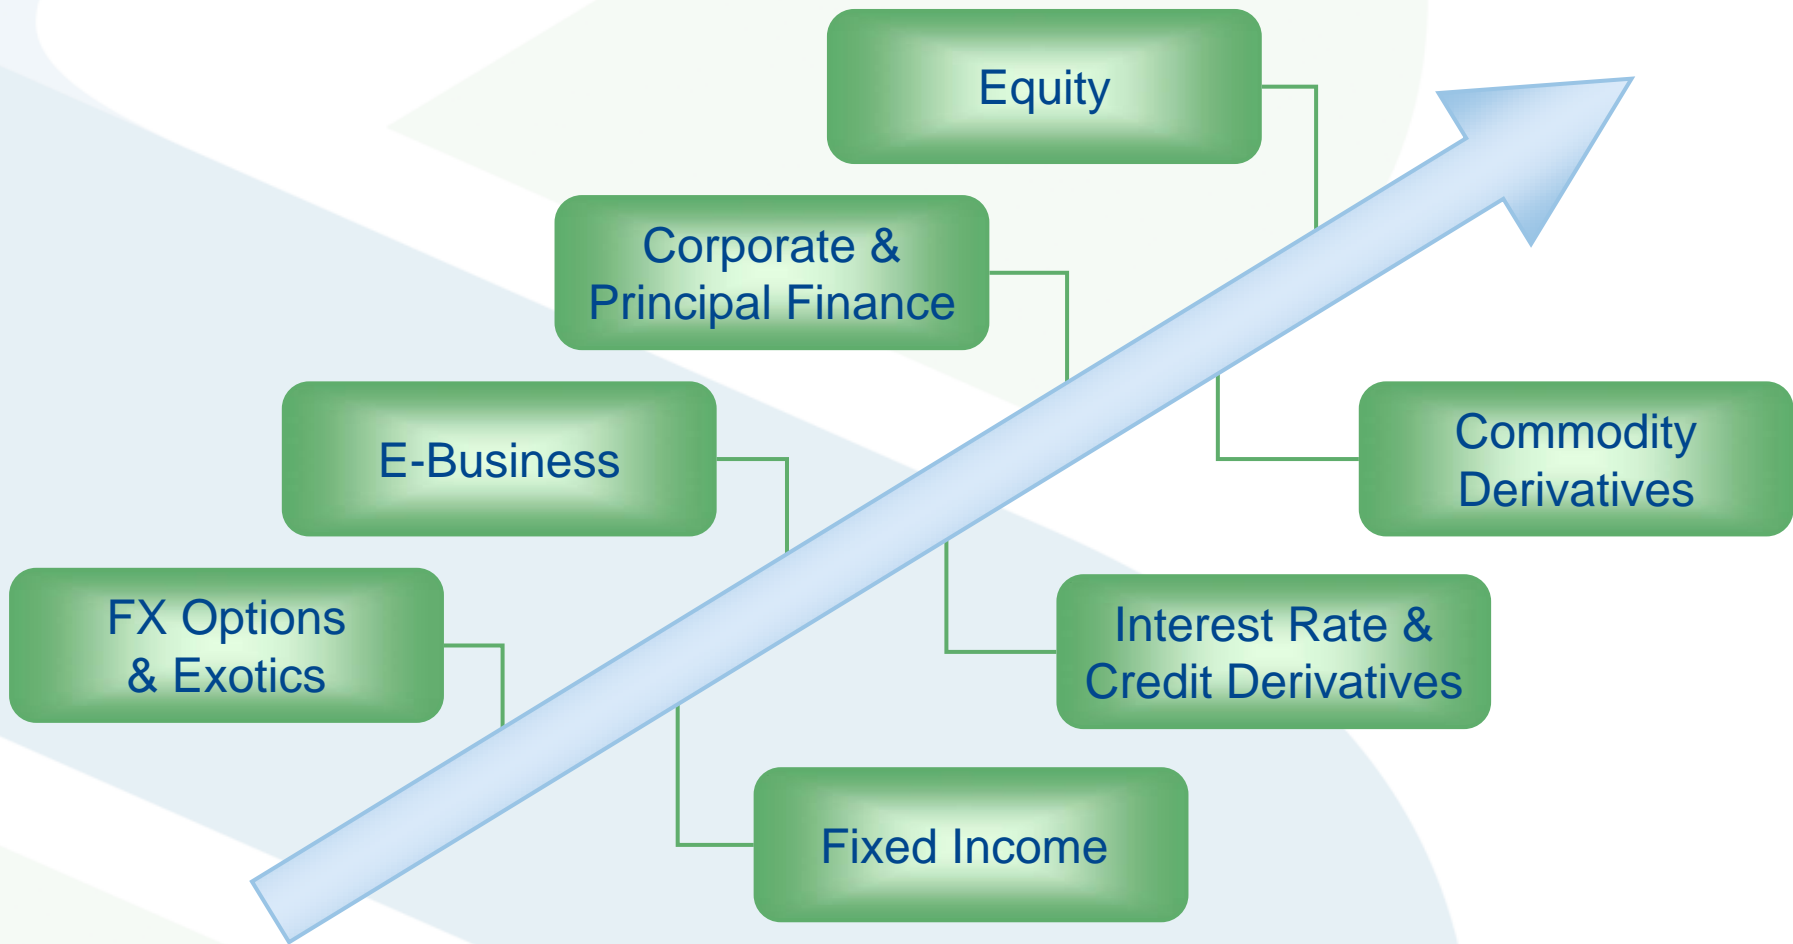 Equity
Corporate &
Principal Finance
E-Business
Commodity
Derivatives
FX Options
& Exotics
Interest Rate &
Credit Derivatives
Fixed Income